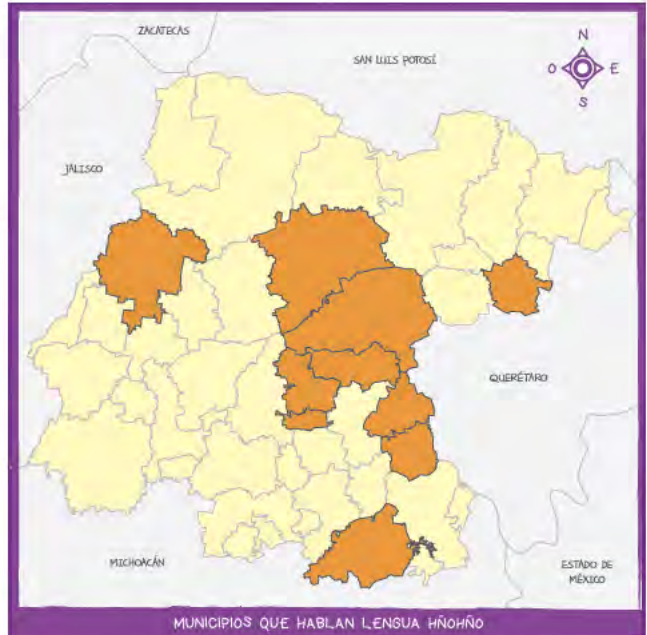 ZACATECAS
SAN LUIS POTOSÍ
N
O E
S
JALISCO
QUERÉTARO
MICHOACÁN
ESTADO DE
MÉXICO
MUNICIPIOS QUE HABLAN LENGUA HÑOHÑO